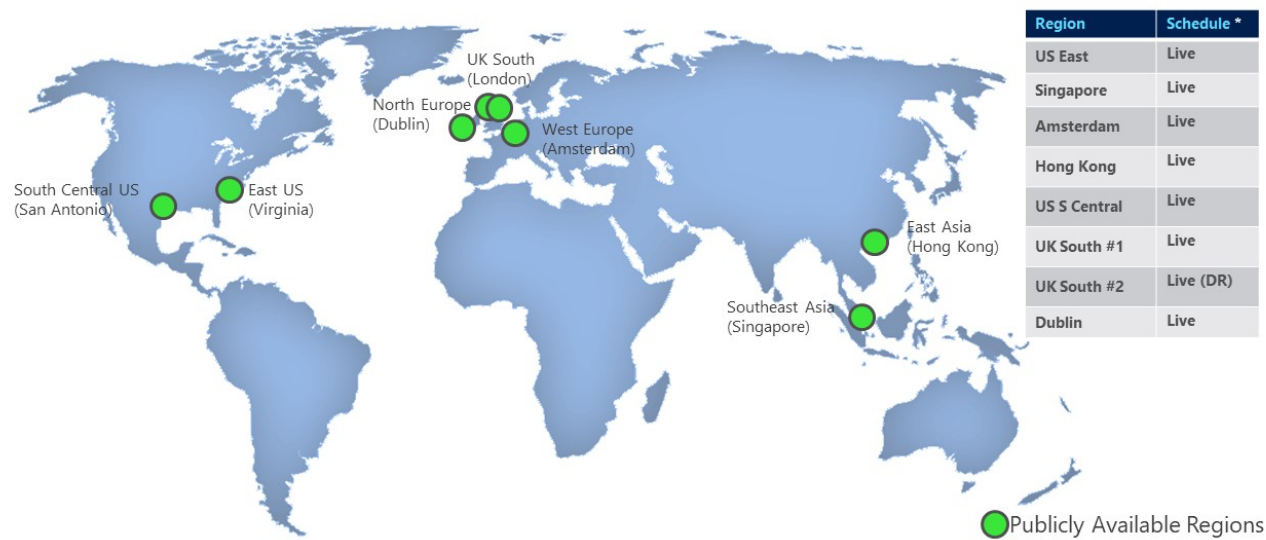 UK South
(London)
North Europe
(Dublin)
West Europe
(Amsterdam)
South Central US
(San Antonio)
East US
(Virginia)
East Asia
(Hong Kong)
Southeast Asia
(Singapore)
Region Schedule *
US East Live
Singapore Live
Amsterdam Live
Hong Kong Live
US S Central Live
UK South #1 Live
UK South #2 Live (DR)
Dublin Live
Publicly Available Regions